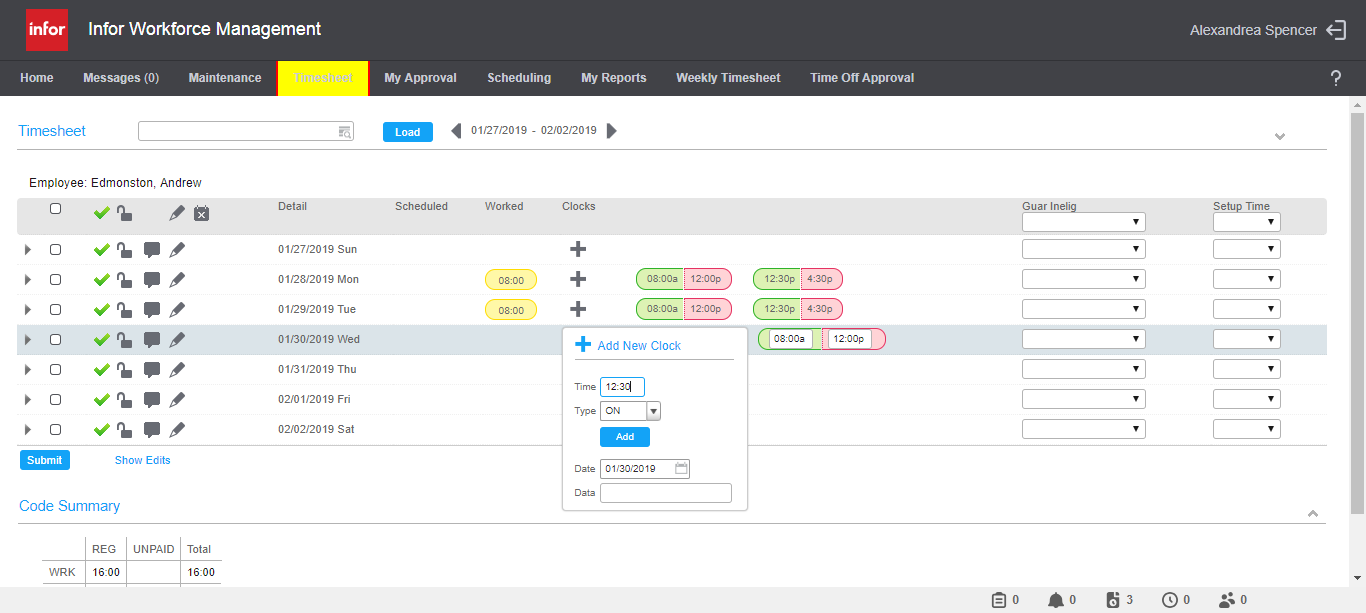 infor Infor Workforce Management Alexandrea Spencer
Home Messages (0) Maintenance Timesheet My Approval Scheduling My Reports Weekly Timesheet Time Off Approval ?
Timesheet Load 01/27/2019 - 02/02/2019
Employee: Edmonston, Andrew
Detail Scheduled Worked Clocks Guar Inelig Setup Time
01/27/2019 Sun
01/28/2019 Mon 08:00 08:00a 12:00p 12:30p 4:30p
01/29/2019 Tue 08:00 08:00a 12:00p 12:30p 4:30p
01/30/2019 Wed 08:00a 12:00p
Add New Clock
01/31/2019 Thu
Time 12:30
02/01/2019 Fri
Type ON
02/02/2019 Sat
Add
Submit Show Edits
Date 01/30/2019
Data
Code Summary
REG UNPAID Total
WRK 16:00 16:00
0 0 3 0 0